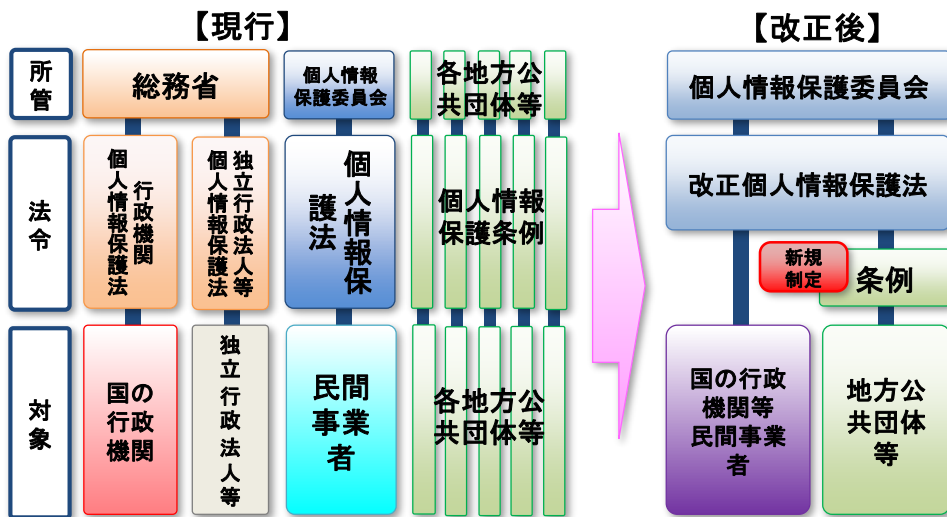 【現行】
【改正後】
所管
総務省
個人情報
保護委員会
各地方公
共団体等
個人情報保護委員会
法令
行政機関
個人情報保護法
独立行政法人等
個人情報保護法
個人情報保
護法
個人情報
保護条例
改正個人情報保護法
新規
制定
条例
対象
国の
行政
機関
独立行政法人等
民間
事業
者
各地方公
共団体等
国の行政
機関等
民間事業
者
地方公
共団体
等